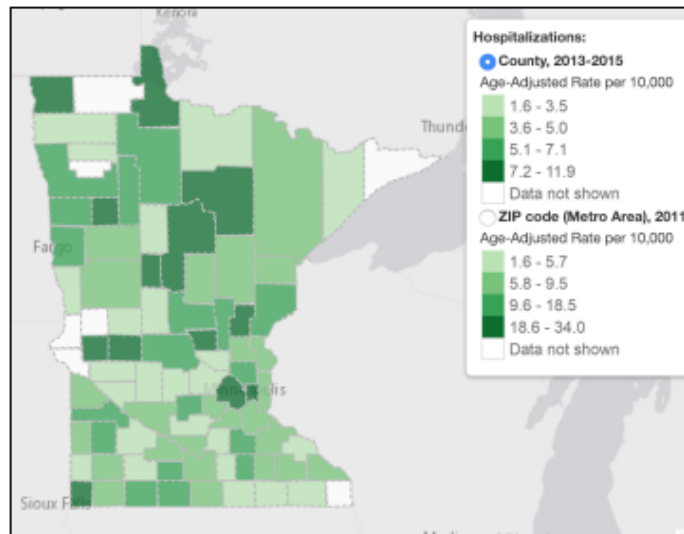 Kenora
Hospitalizations:
County, 2013-2015
Age-Adjusted Rate per 10,000
1.6 - 3.5
3.6 - 5.0
5.1 - 7.1
7.2 - 11.9
Data not shown
Thunde
ZIP code (Metro Area), 2011
Age-Adjusted Rate per 10,000
1.6 - 5.7
5.8 - 9.5
9.6 - 18.5
18.6 - 34.0
Data not shown
Fargo
Minneapolis
Sioux Falls